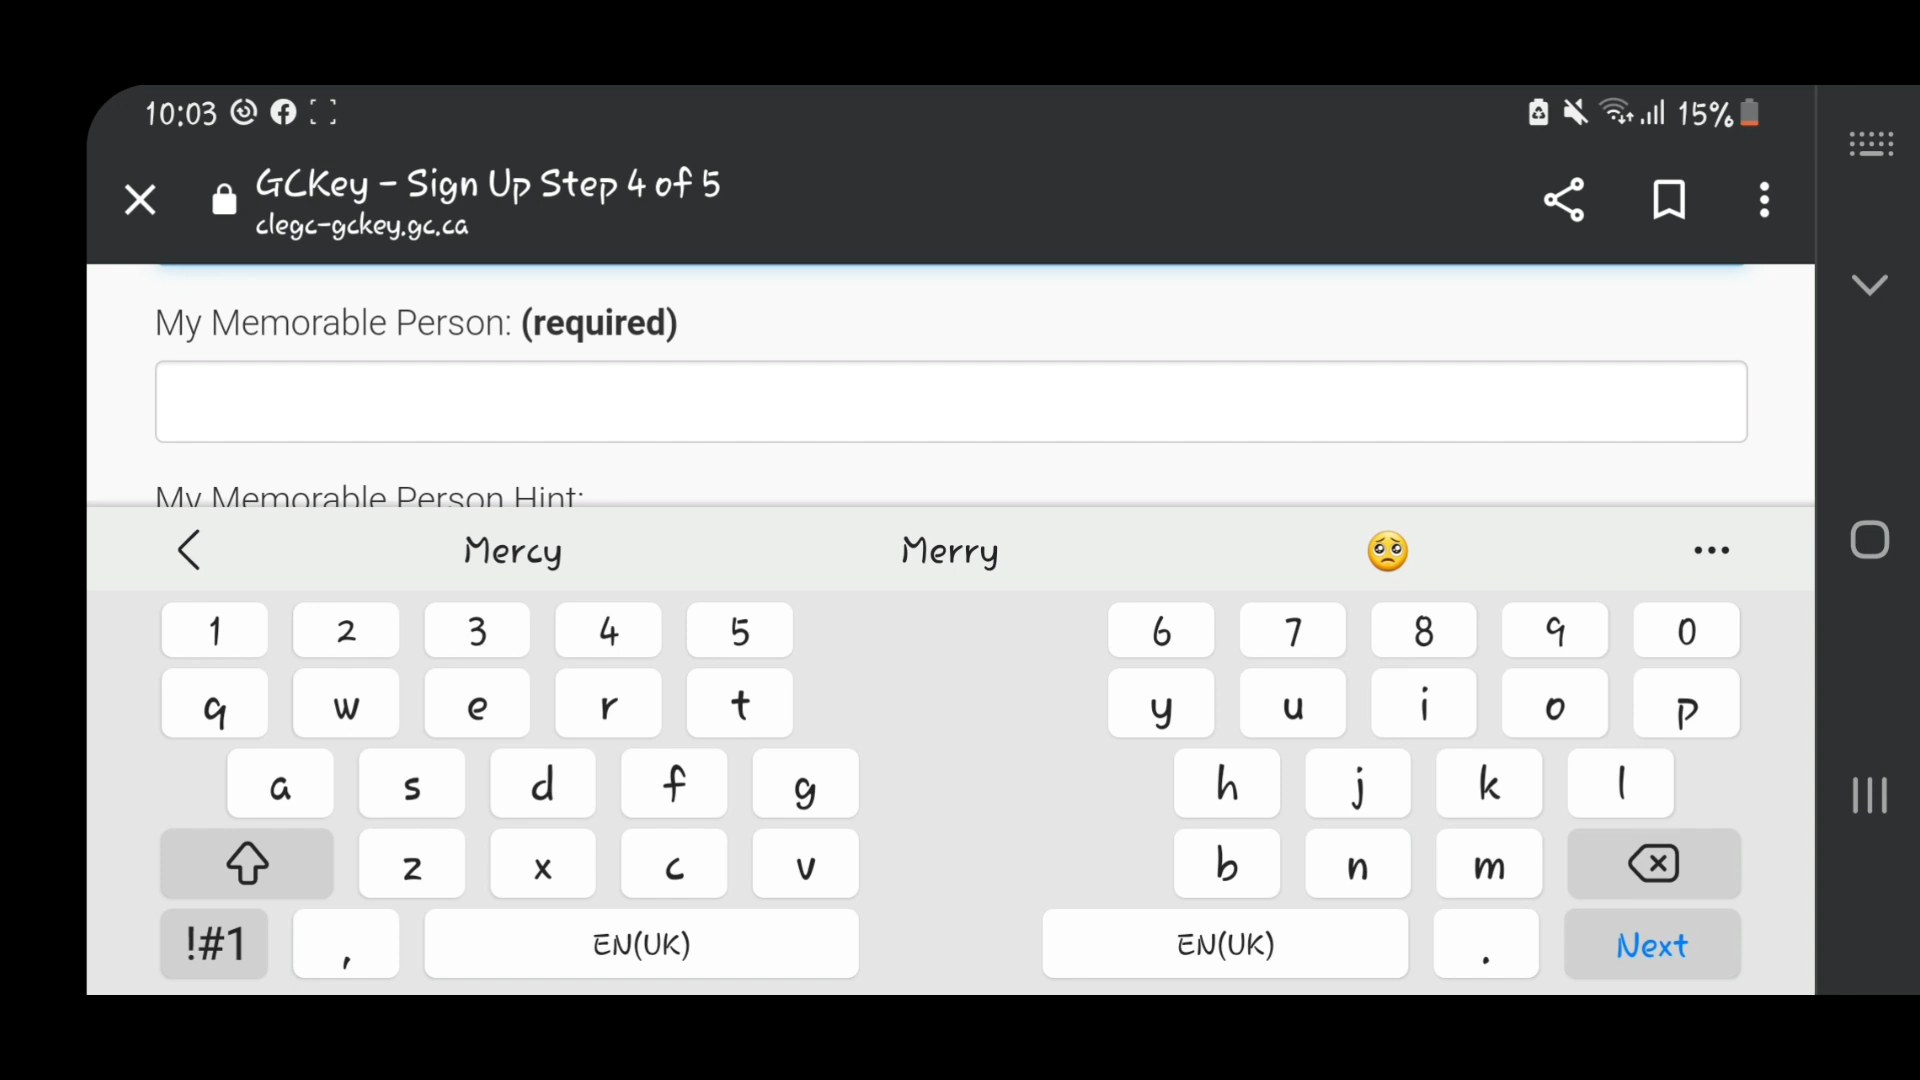 10:03
15%
GCKey - Sign Up Step 4 of 5
clegc-gckey.gc.ca
My Memorable Person: (required)
My Memorable Person Hint:
Mercy Merry 🥺 •••
1 2 3 4 5 6 7 8 9 0
q w e r t y u i o p
a s d f g h j k l
z x c v b n m
!#1 , EN(UK) EN(UK) . Next